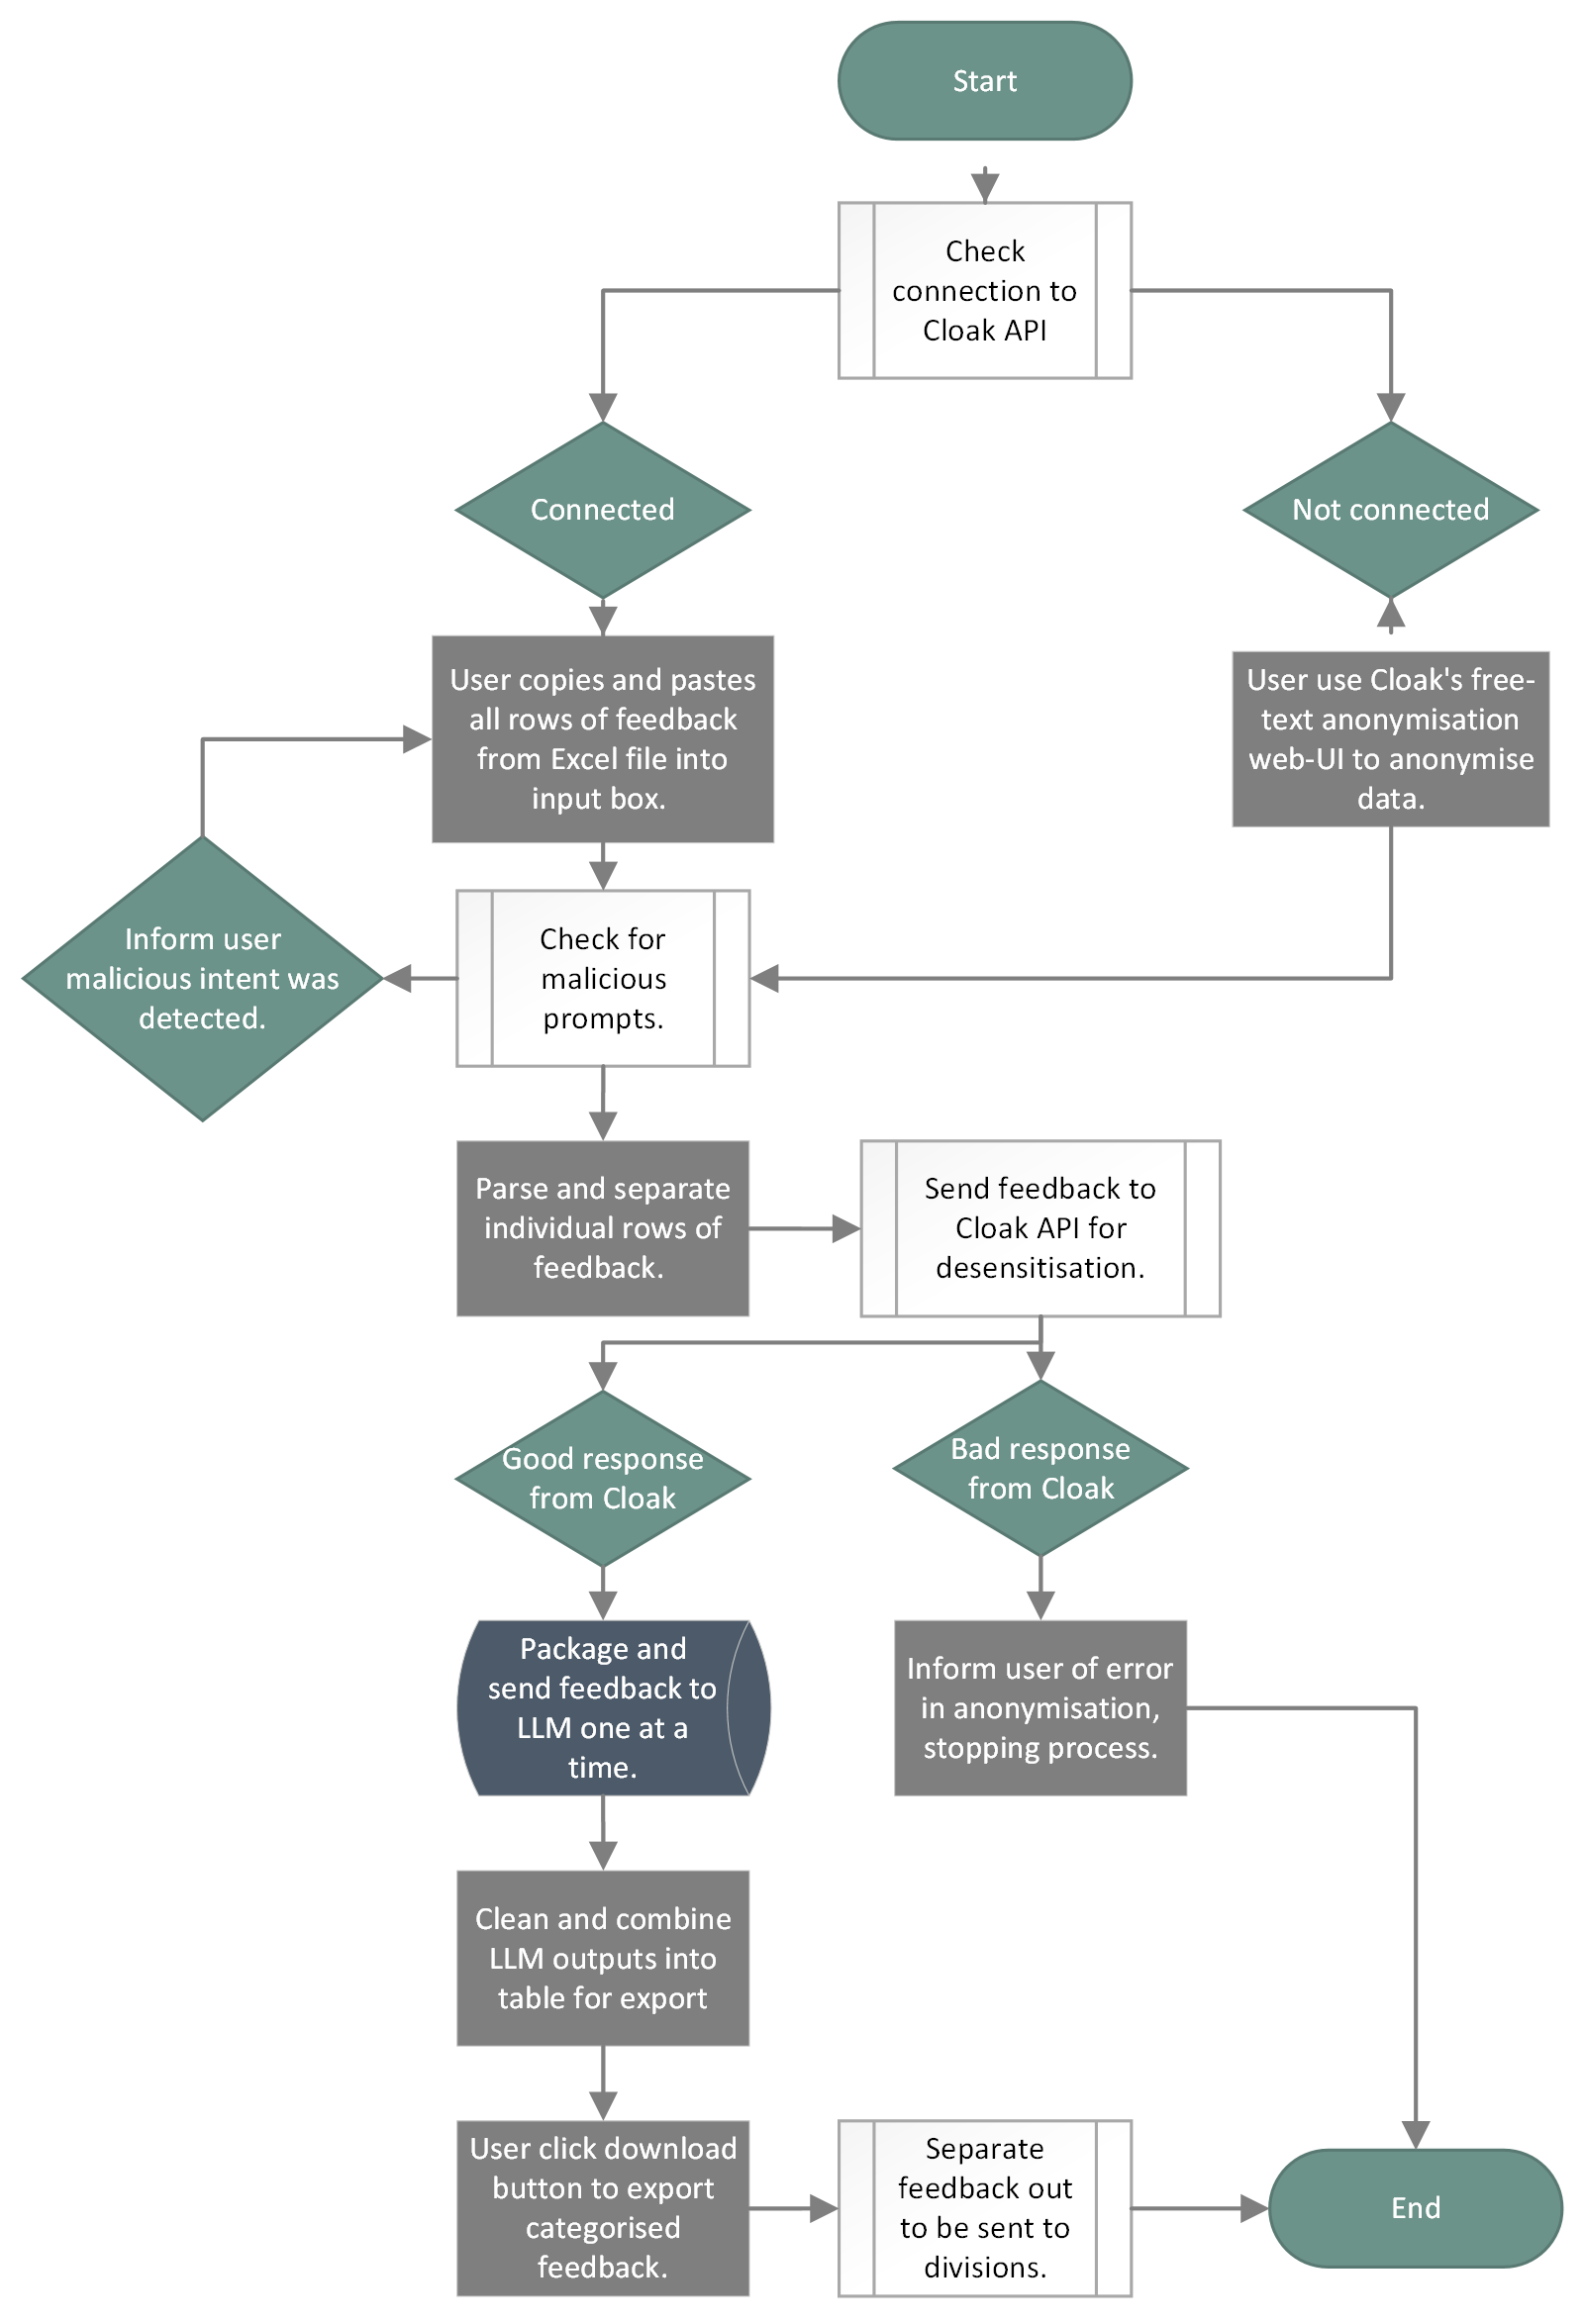 Start
Check
connection to
Cloak API
Connected
Not connected
User copies and pastes
all rows of feedback
from Excel file into
input box.
User use Cloak's free-
text anonymisation
web-UI to anonymise
data.
Inform user
malicious intent was
detected.
Check for
malicious
prompts.
Parse and separate
individual rows of
feedback.
Send feedback to
Cloak API for
desensitisation.
Good response
from Cloak
Bad response
from Cloak
Package and
send feedback to
LLM one at a
time.
Inform user of error
in anonymisation,
stopping process.
Clean and combine
LLM outputs into
table for export
User click download
button to export
categorised
feedback.
Separate
feedback out
to be sent to
divisions.
End